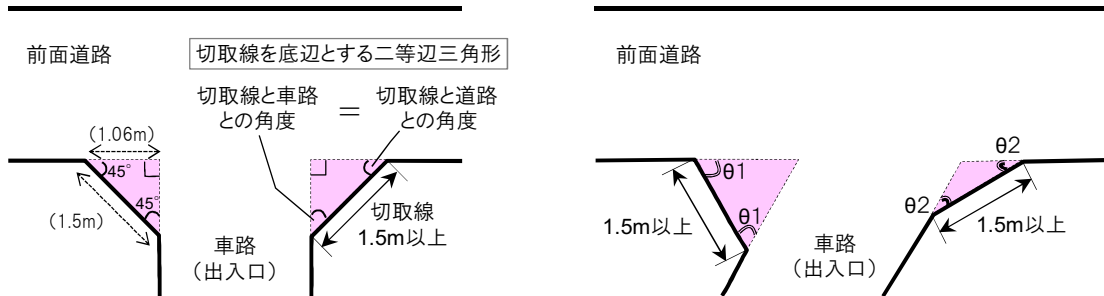 前面道路
切取線を底辺とする二等辺三角形
切取線と車路
との角度
=
切取線と道路
との角度
(1.06m)
45°
45°
(1.5m)
切取線
1.5m以上
車路
(出入口)
前面道路
θ1
θ1
1.5m以上
θ2
θ2
1.5m以上
車路
(出入口)